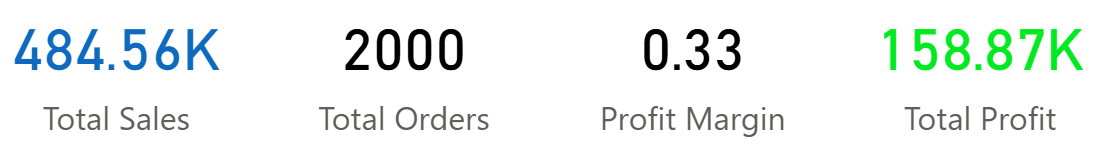 484.56K 2000 0.33 158.87K
Total Sales Total Orders Profit Margin Total Profit